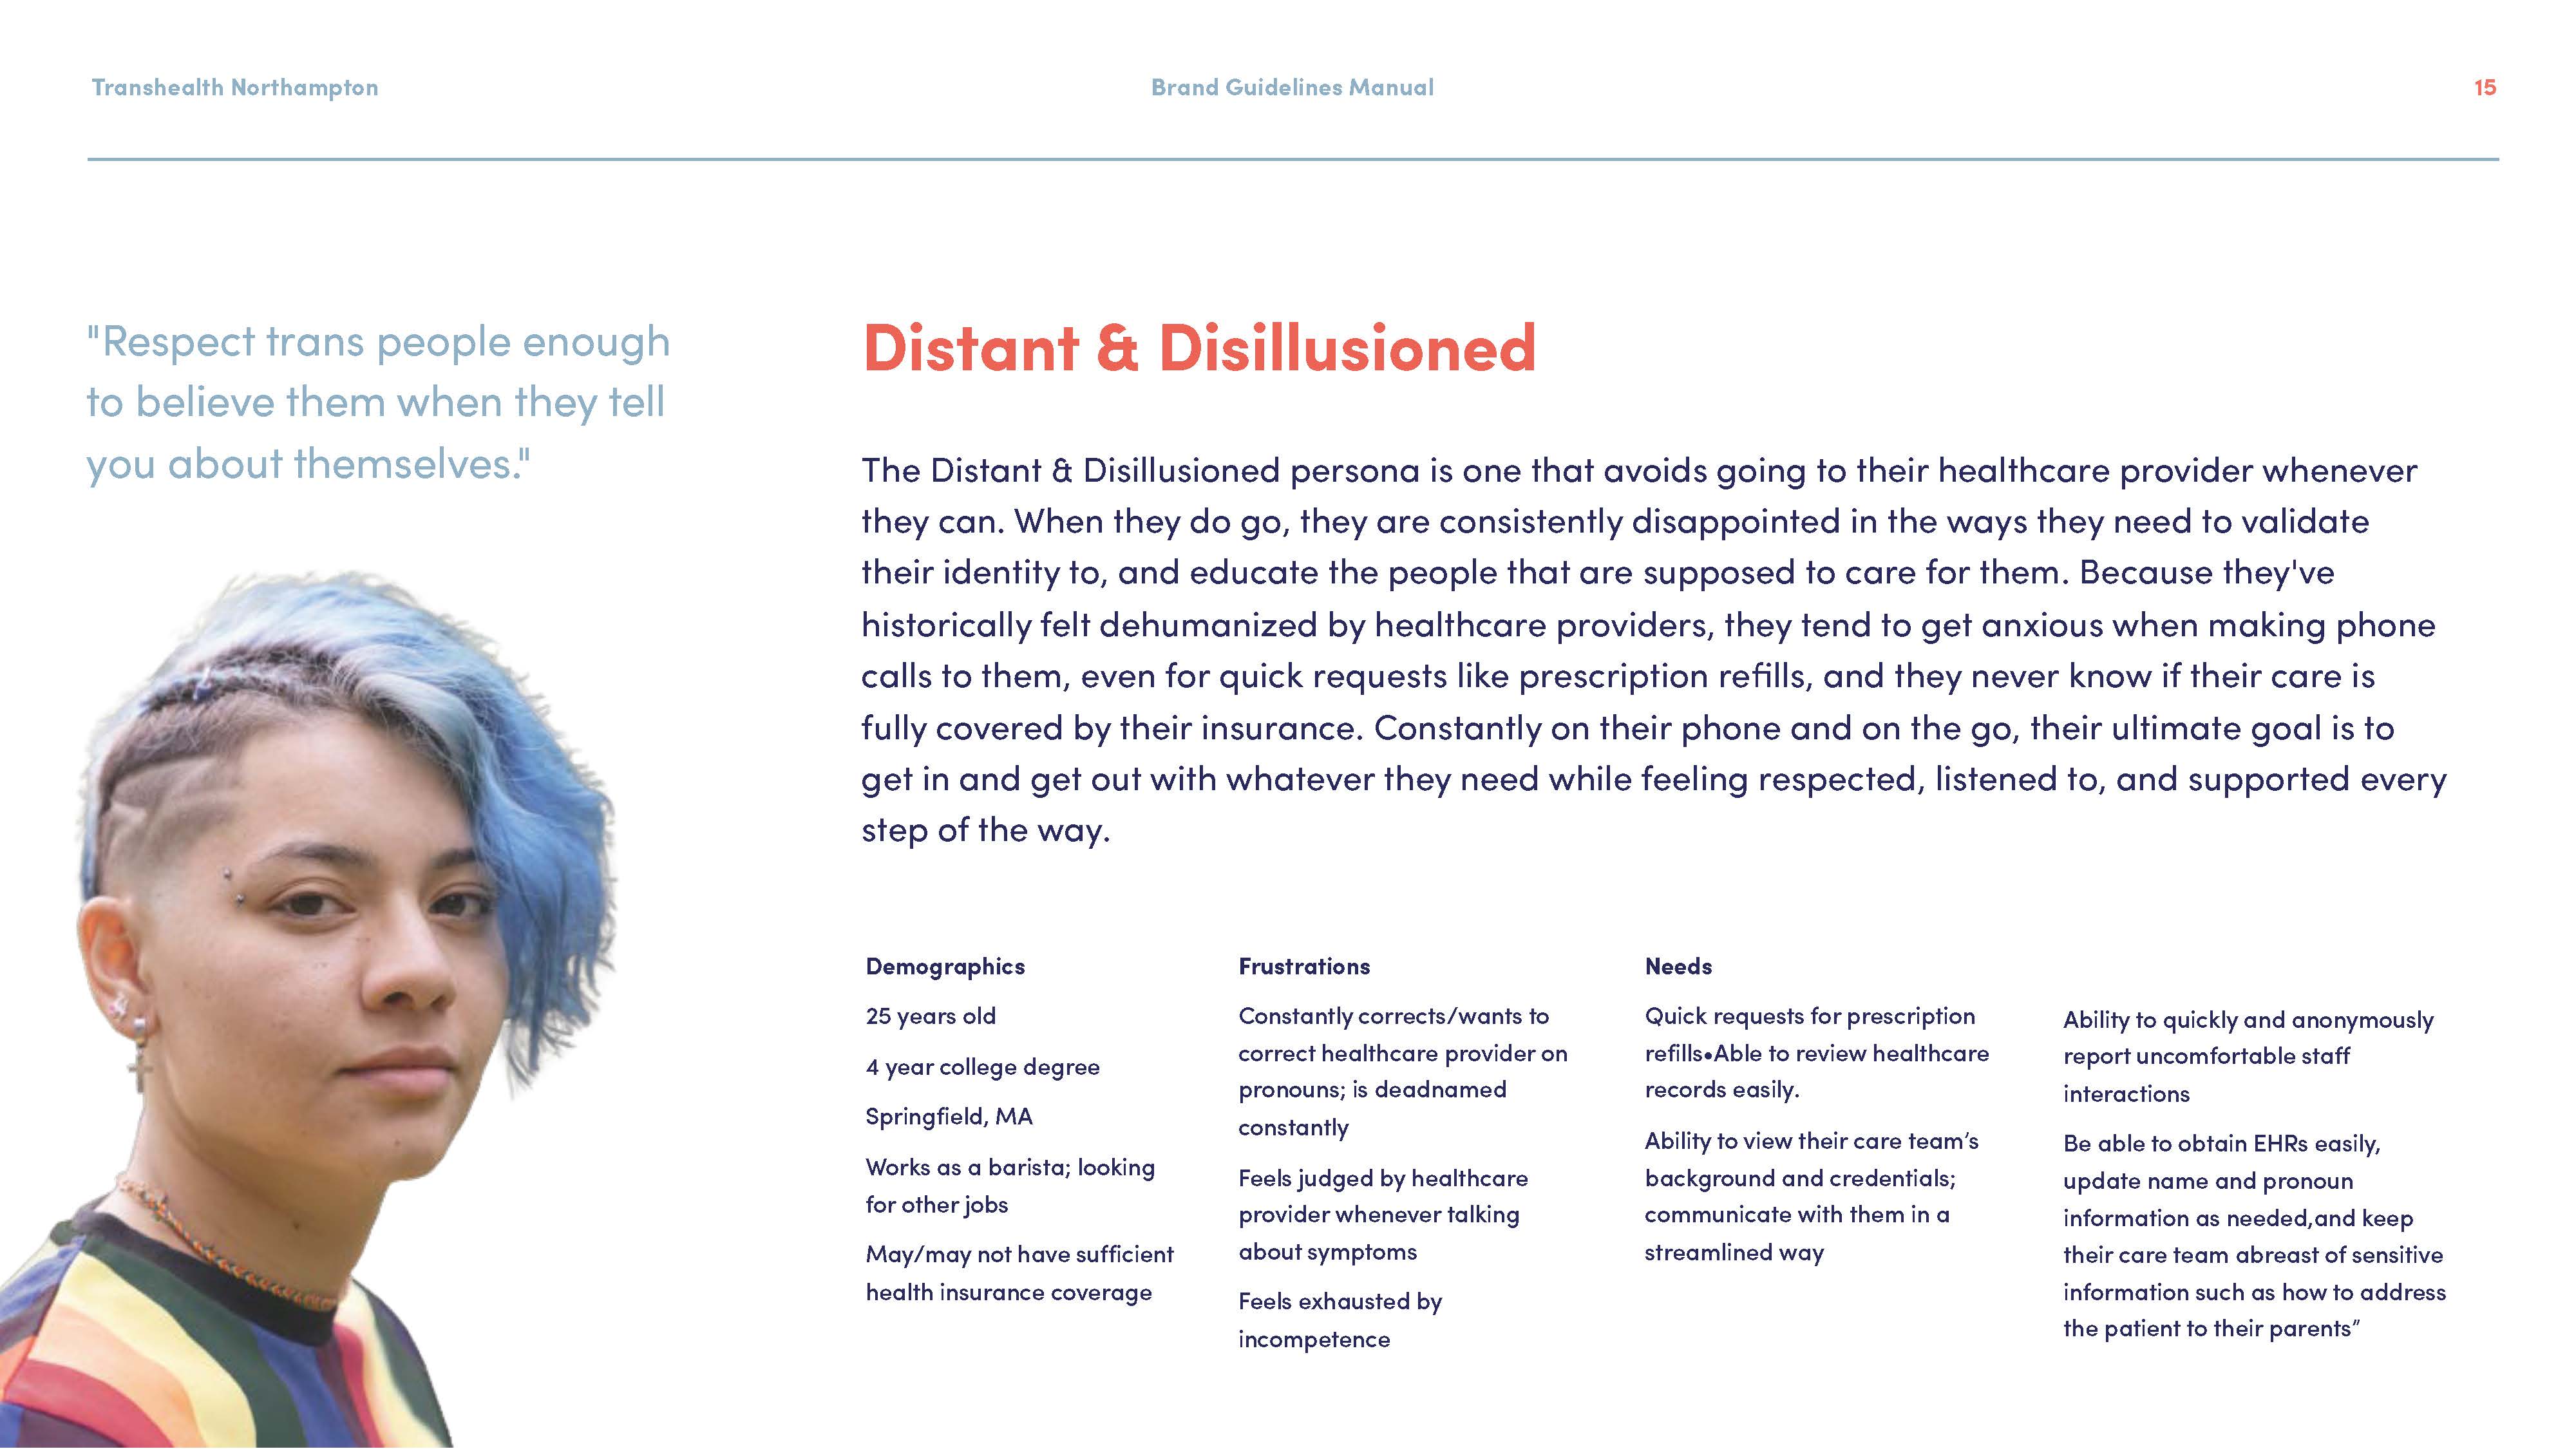 Transhealth Northampton
Brand Guidelines Manual
15
"Respect trans people enough
to believe them when they tell
you about themselves."
Distant & Disillusioned
The Distant & Disillusioned persona is one that avoids going to their healthcare provider whenever
they can. When they do go, they are consistently disappointed in the ways they need to validate
their identity to, and educate the people that are supposed to care for them. Because they've
historically felt dehumanized by healthcare providers, they tend to get anxious when making phone
calls to them, even for quick requests like prescription refills, and they never know if their care is
fully covered by their insurance. Constantly on their phone and on the go, their ultimate goal is to
get in and get out with whatever they need while feeling respected, listened to, and supported every
step of the way.
Demographics
25 years old
4 year college degree
Springfield, MA
Works as a barista; looking
for other jobs
May/may not have sufficient
health insurance coverage
Frustrations
Constantly corrects/wants to
correct healthcare provider on
pronouns; is deadnamed
constantly
Feels judged by healthcare
provider whenever talking
about symptoms
Feels exhausted by
incompetence
Needs
Quick requests for prescription
refills•Able to review healthcare
records easily.
Ability to view their care team’s
background and credentials;
communicate with them in a
streamlined way
Ability to quickly and anonymously
report uncomfortable staff
interactions
Be able to obtain EHRs easily,
update name and pronoun
information as needed,and keep
their care team abreast of sensitive
information such as how to address
the patient to their parents”